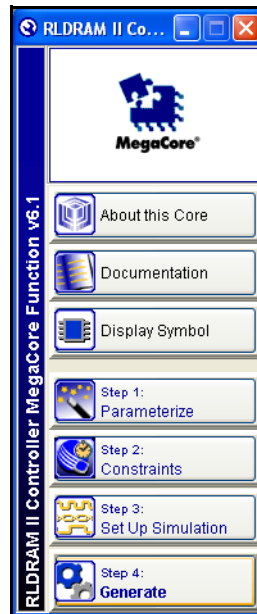 RLDRAM II Co...
MegaCore®
RLDRAM II Controller MegaCore Function v6.1
About this Core
Documentation
Display Symbol
Step 1:
Parameterize
Step 2:
Constraints
Step 3:
Set Up Simulation
Step 4:
Generate